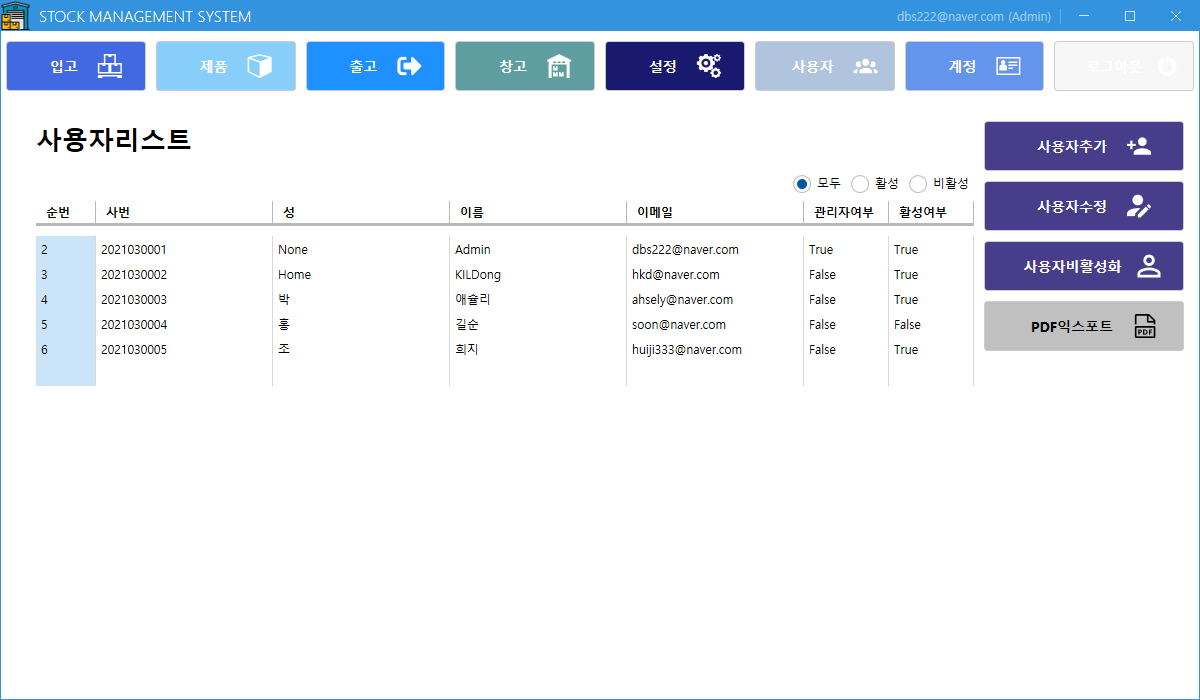 STOCK MANAGEMENT SYSTEM dbs222@naver.com (Admin)
입고 제품 출고 창고 설정 사용자 계정 로그아웃
사용자리스트
사용자추가
모두 활성 비활성
사용자수정
순번 사번 성 이름 이메일 관리자여부 활성여부
2 2021030001 None Admin dbs222@naver.com True True
사용자비활성화
3 2021030002 Home KILDong hkd@naver.com False True
4 2021030003 박 애슐리 ahsely@naver.com False True
5 2021030004 홍 길순 soon@naver.com False False
PDF익스포트
PDF
6 2021030005 조 희지 huiji333@naver.com False True